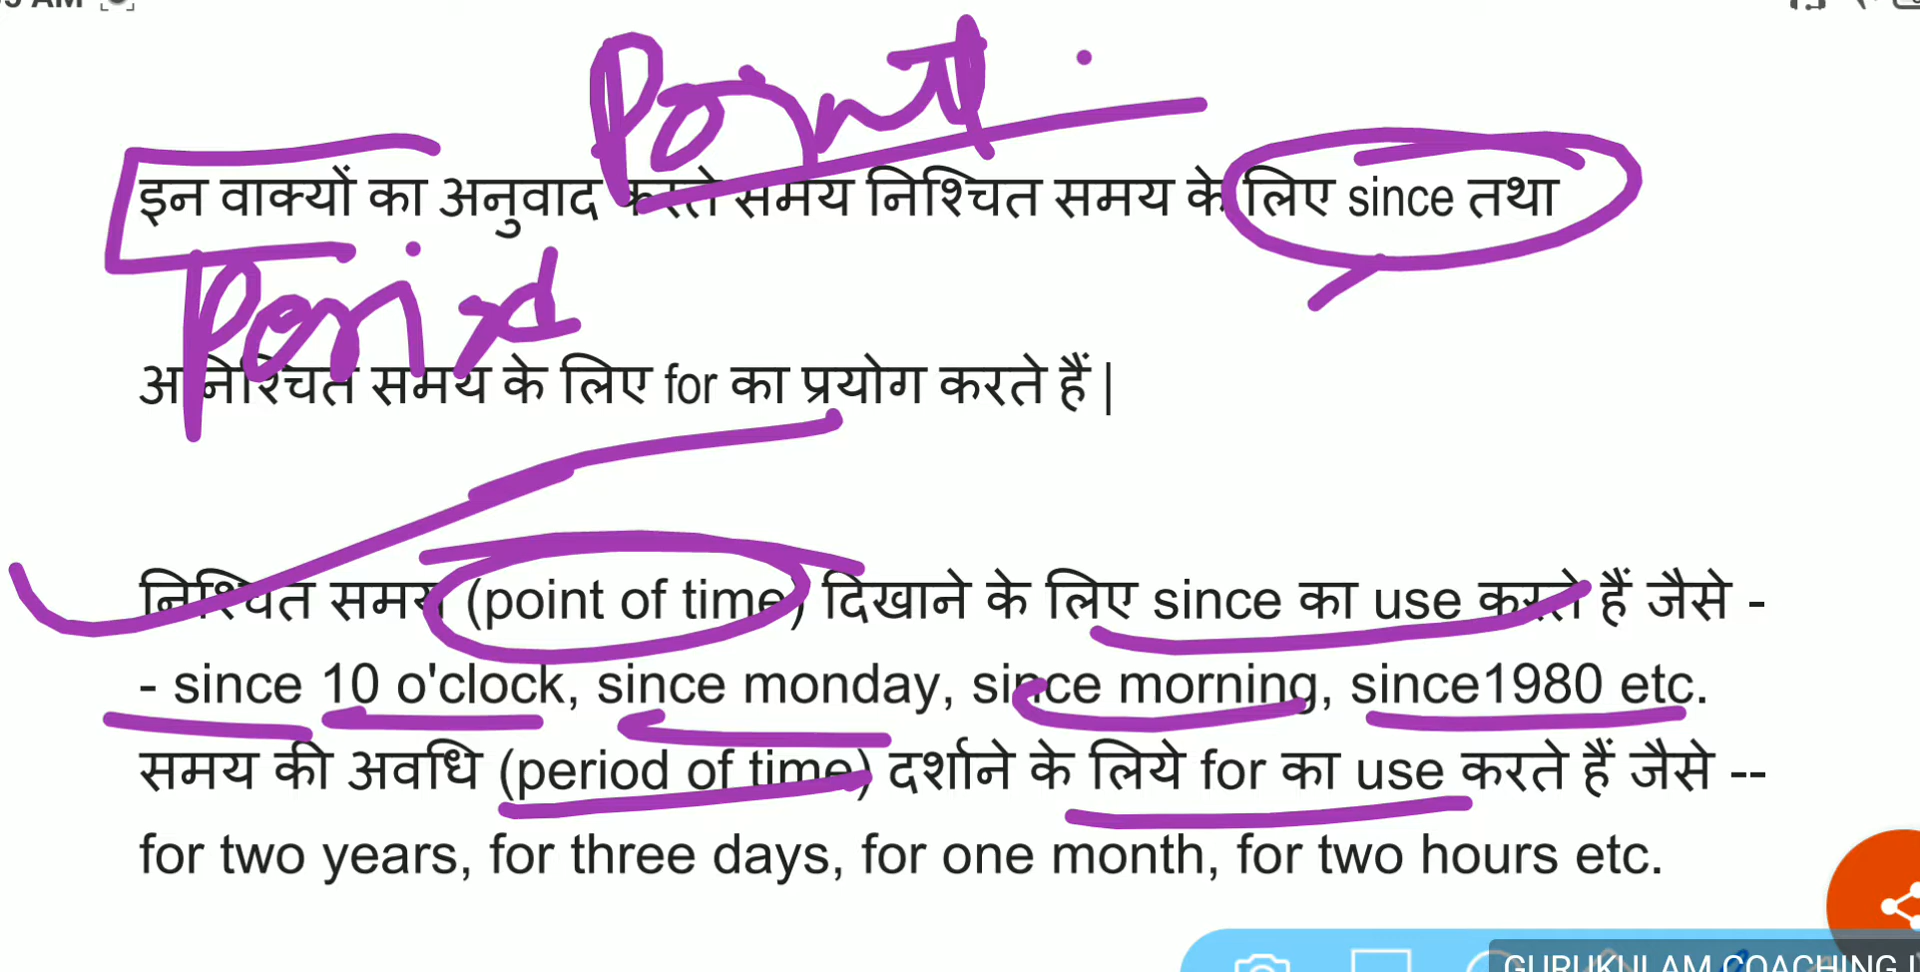 AM
Point
इन वाक्यों का अनुवाद करते समय निश्चित समय के लिए since तथा
Period
अनिश्चित समय के लिए for का प्रयोग करते हैं |
निश्चित समय (point of time) दिखाने के लिए since का use करते हैं जैसे -
- since 10 o'clock, since monday, since morning, since1980 etc.
समय की अवधि (period of time) दर्शाने के लिये for का use करते हैं जैसे --
for two years, for three days, for one month, for two hours etc.
GURUKULAM COACHING